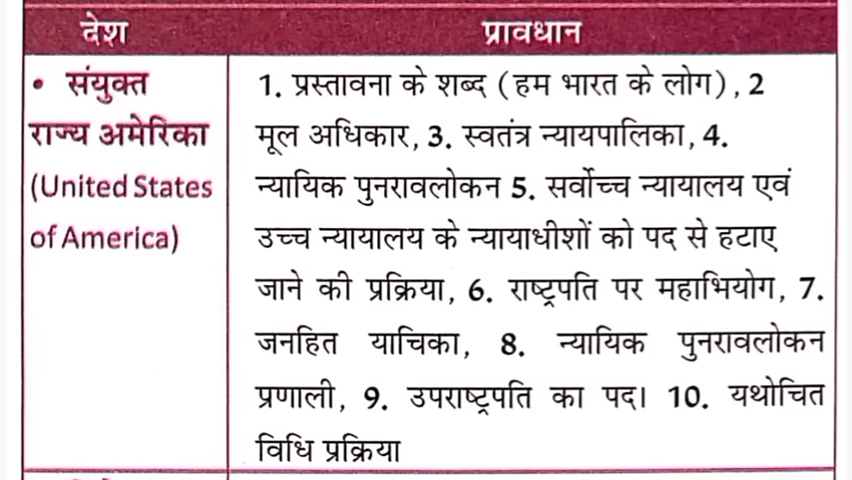 देश
प्रावधान
• संयुक्त
राज्य अमेरिका
(United States
of America)
1. प्रस्तावना के शब्द (हम भारत के लोग), 2
मूल अधिकार, 3. स्वतंत्र न्यायपालिका, 4.
न्यायिक पुनरावलोकन 5. सर्वोच्च न्यायालय एवं
उच्च न्यायालय के न्यायाधीशों को पद से हटाए
जाने की प्रक्रिया, 6. राष्ट्रपति पर महाभियोग, 7.
जनहित याचिका, 8. न्यायिक पुनरावलोकन
प्रणाली, 9. उपराष्ट्रपति का पद। 10. यथोचित
विधि प्रक्रिया